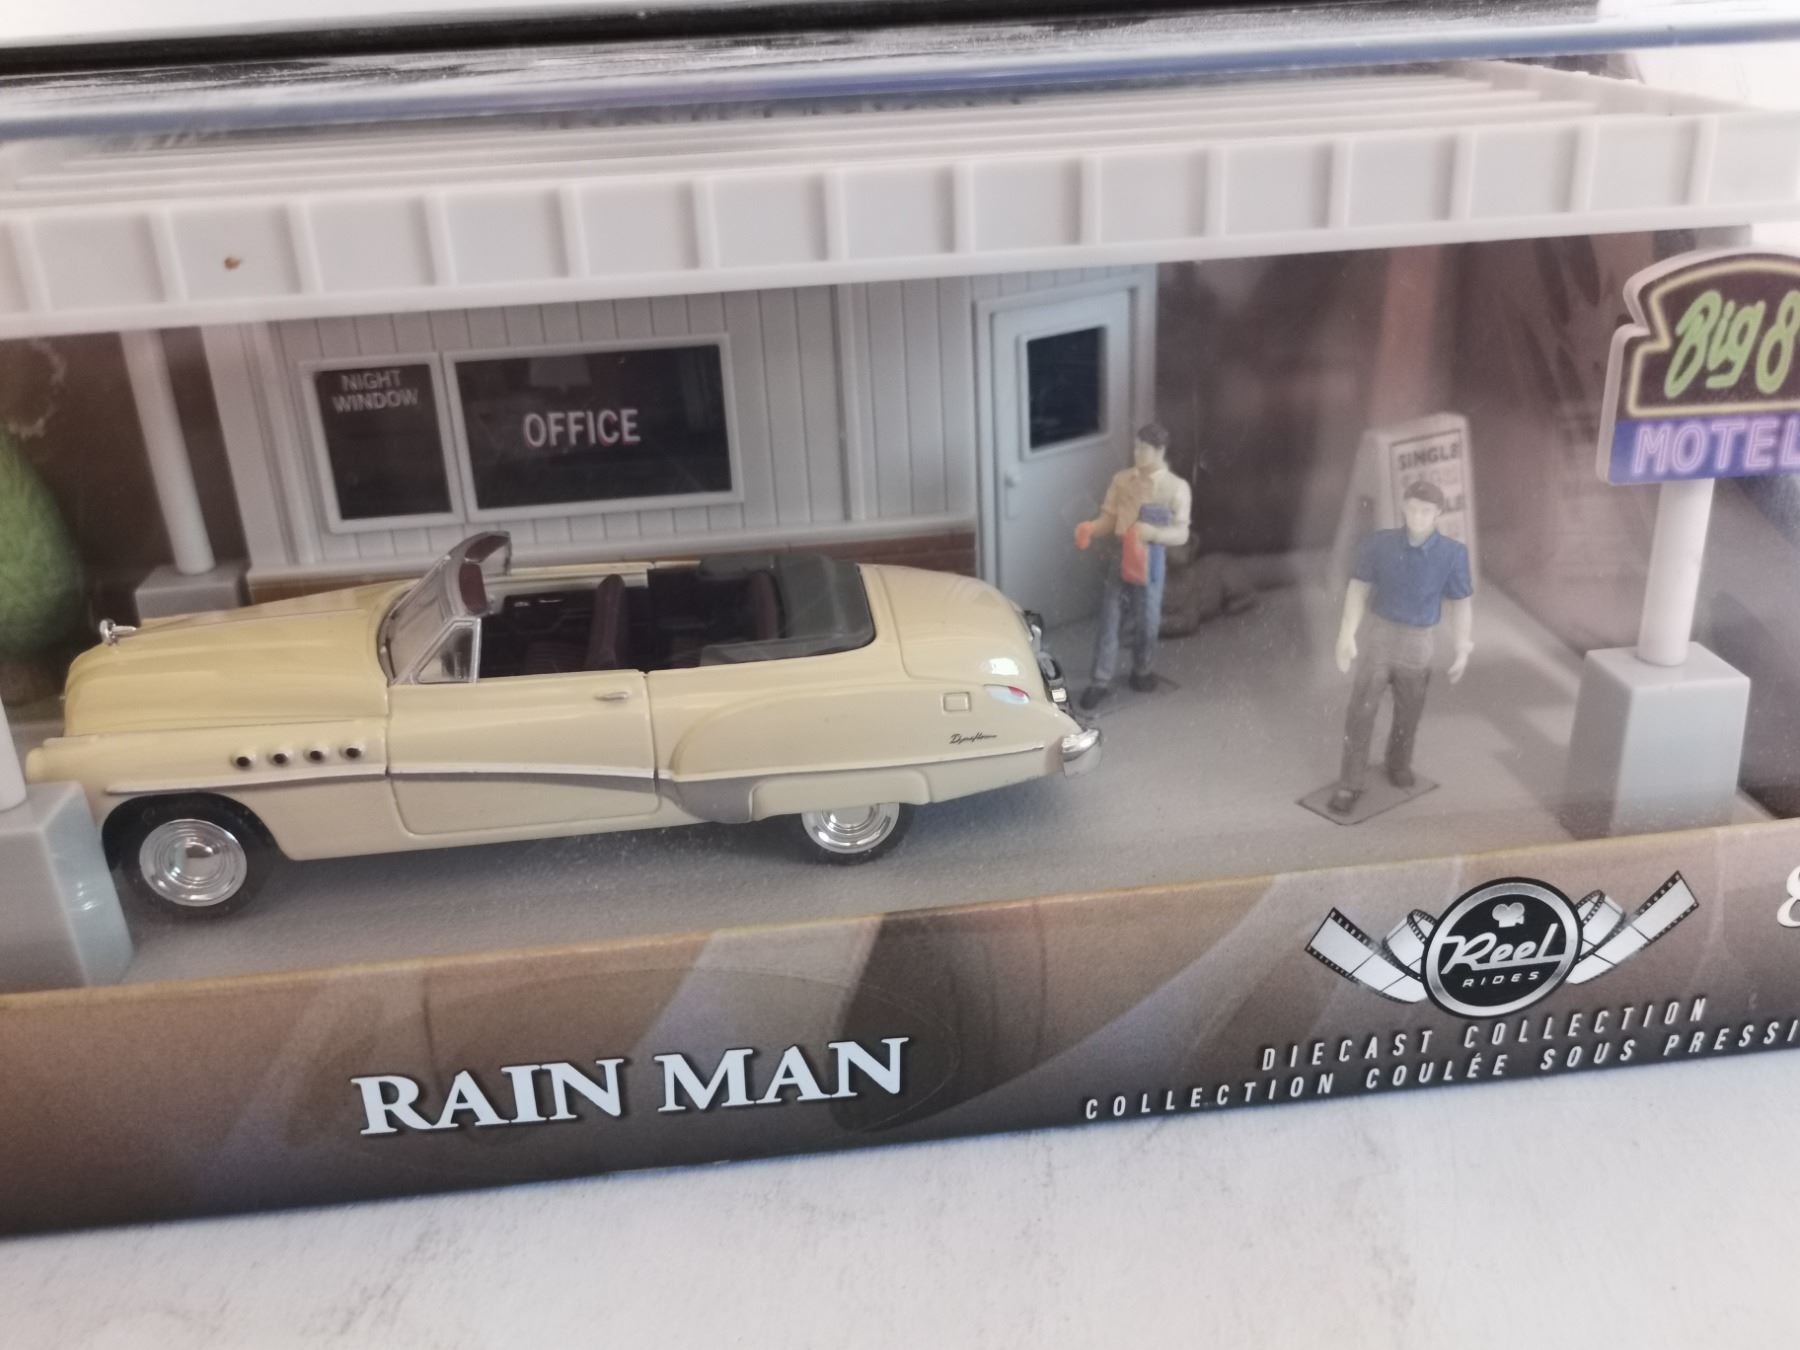 NIGHT
WINDOW
OFFICE
SINGLE
Big 8
MOTEL
Dynaflow
Reel
RIDES
RAIN MAN
DIECAST COLLECTION
COLLECTION COULÉE SOUS PRESSI